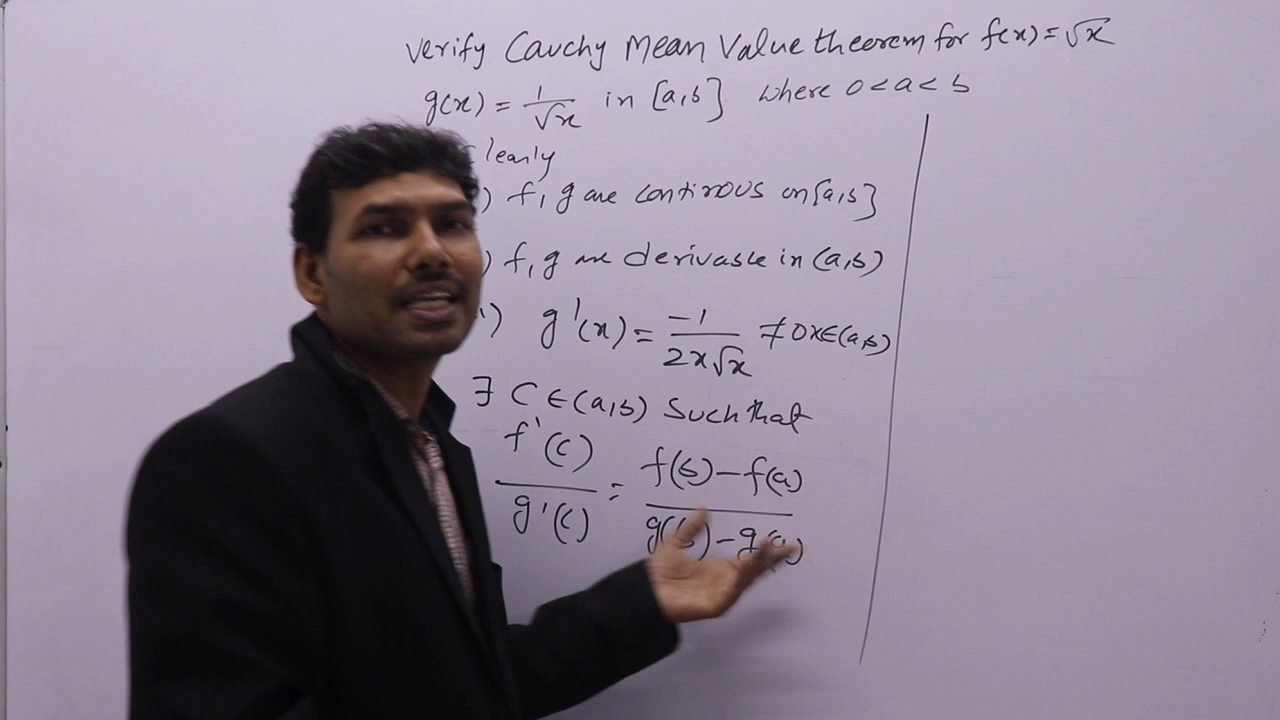 Verify Cauchy Mean Value theorem for f(x) = √x
g(x) = 1/√x in [a,b] where 0 < a < b
learly
) f, g are continous on [a,b]
) f, g are derivable in (a,b)
) g'(x) = -1/2x√x ≠ 0 x∈(a,b)
∃ C ∈ (a,b) Such that
f'(c)/g'(c) = f(b)-f(a)/g(b)-g(a)